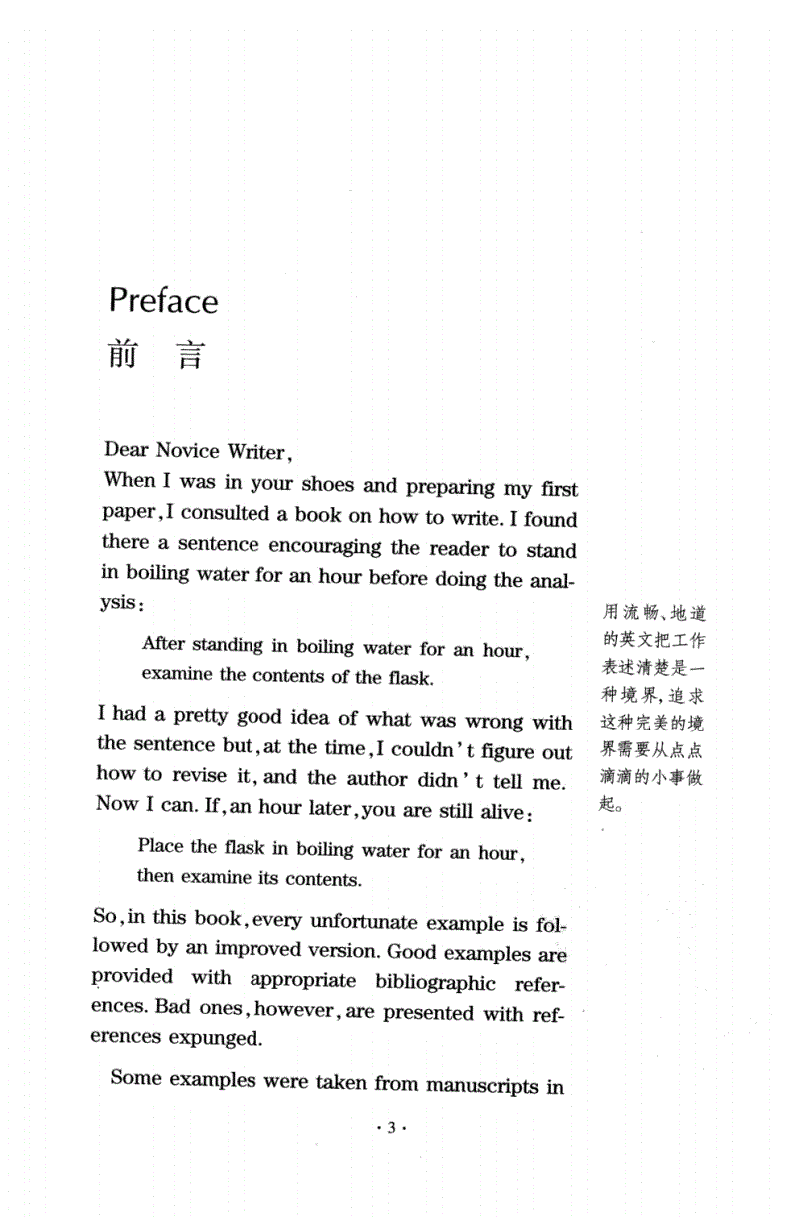 Preface
前 言
Dear Novice Writer,
When I was in your shoes and preparing my first
paper, I consulted a book on how to write. I found
there a sentence encouraging the reader to stand
in boiling water for an hour before doing the anal-
ysis:
After standing in boiling water for an hour,
examine the contents of the flask.
I had a pretty good idea of what was wrong with
the sentence but, at the time, I couldn't figure out
how to revise it, and the author didn't tell me.
Now I can. If, an hour later, you are still alive:
Place the flask in boiling water for an hour,
then examine its contents.
So, in this book, every unfortunate example is fol-
lowed by an improved version. Good examples are
provided with appropriate bibliographic refer-
ences. Bad ones, however, are presented with ref-
erences expunged.
Some examples were taken from manuscripts in
用流畅、地道
的英文把工作
表述清楚是一
种境界,追求
这种完美的境
界需要从点点
滴滴的小事做
起。
·3·